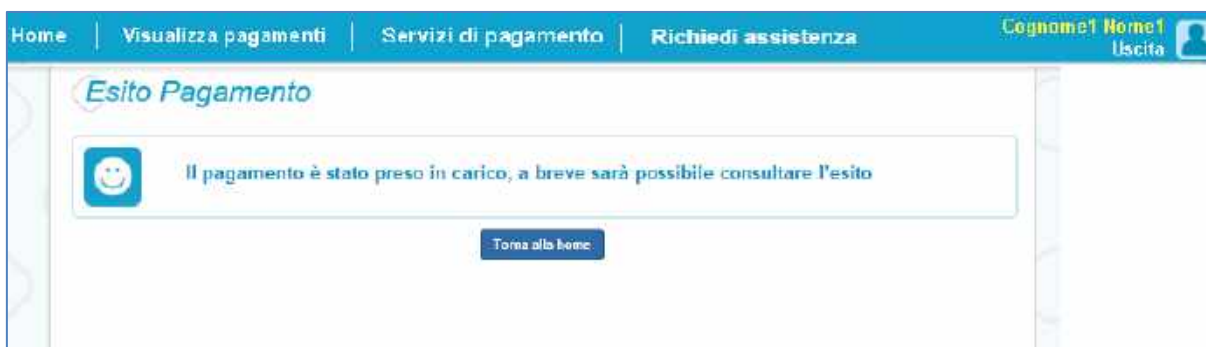 Home | Visualizza pagamenti | Servizi di pagamento | Richiedi assistenza
Cognome1 Nome1
Uscita
Esito Pagamento
Il pagamento è stato preso in carico, a breve sarà possibile consultare l'esito
Torna alla home